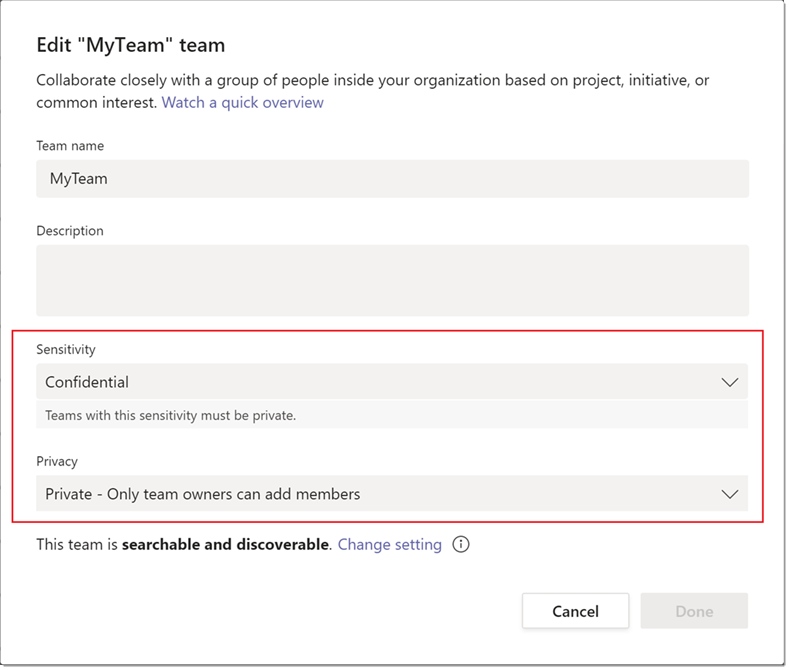 Edit "MyTeam" team
Collaborate closely with a group of people inside your organization based on project, initiative, or
common interest. Watch a quick overview
Team name
MyTeam
Description
Sensitivity
Confidential
Teams with this sensitivity must be private.
Privacy
Private - Only team owners can add members
This team is searchable and discoverable. Change setting
Cancel
Done